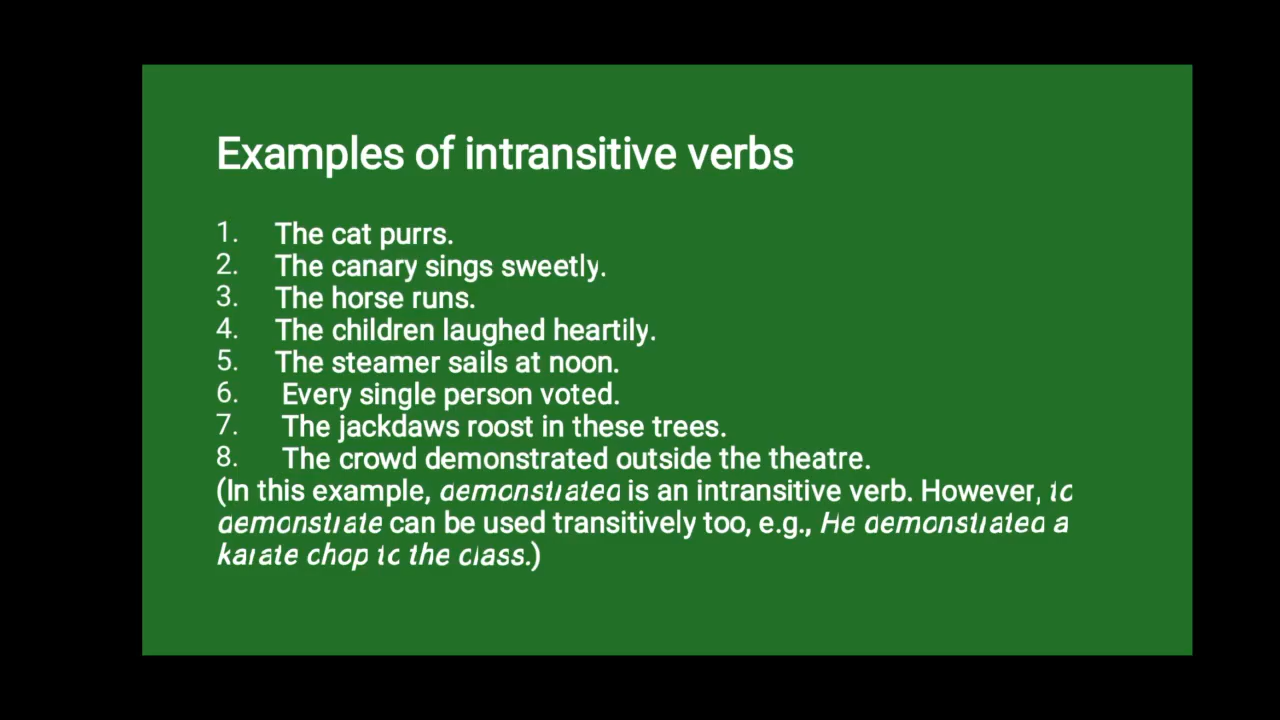 Examples of intransitive verbs
1. The cat purrs.
2. The canary sings sweetly.
3. The horse runs.
4. The children laughed heartily.
5. The steamer sails at noon.
6. Every single person voted.
7. The jackdaws roost in these trees.
8. The crowd demonstrated outside the theatre.
(In this example, demonstrated is an intransitive verb. However, to
demonstrate can be used transitively too, e.g., He demonstrated a
karate chop to the class.)